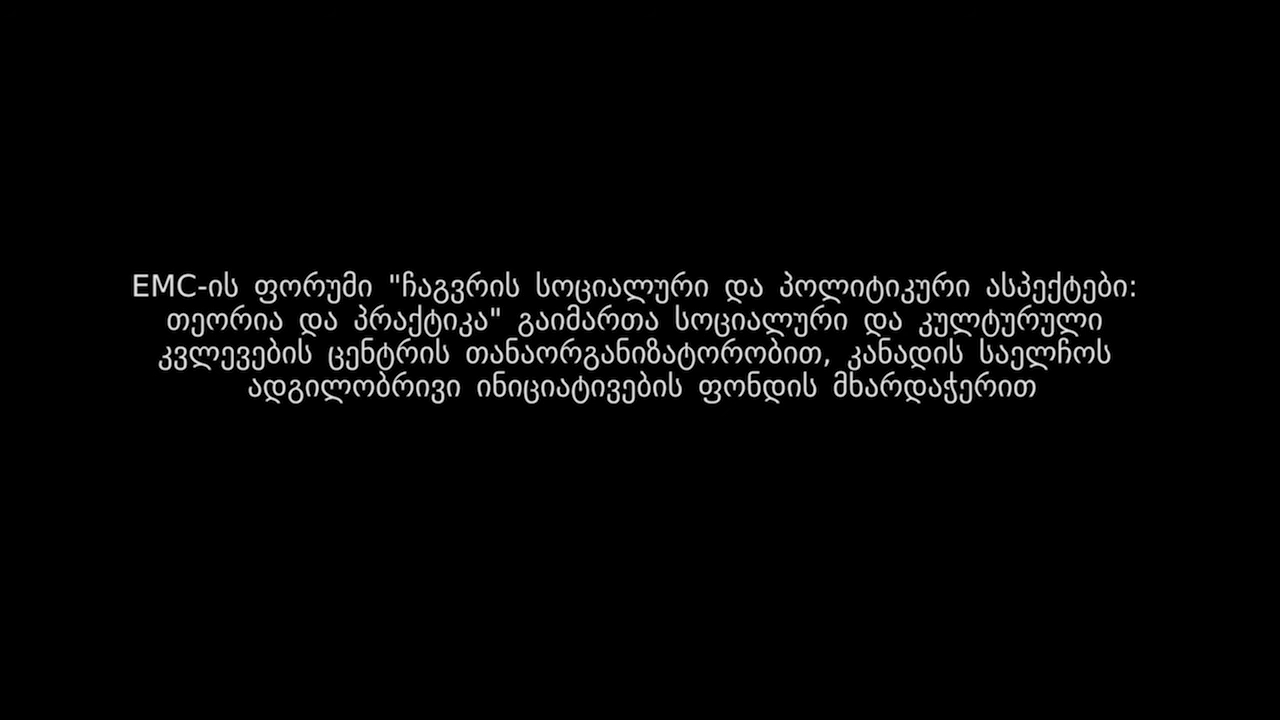 EMC-ის ფორუმი "ჩაგვრის სოციალური და პოლიტიკური ასპექტები:
თეორია და პრაქტიკა" გაიმართა სოციალური და კულტურული
კვლევების ცენტრის თანაორგანიზატორობით, კანადის საელჩოს
ადგილობრივი ინიციატივების ფონდის მხარდაჭერით